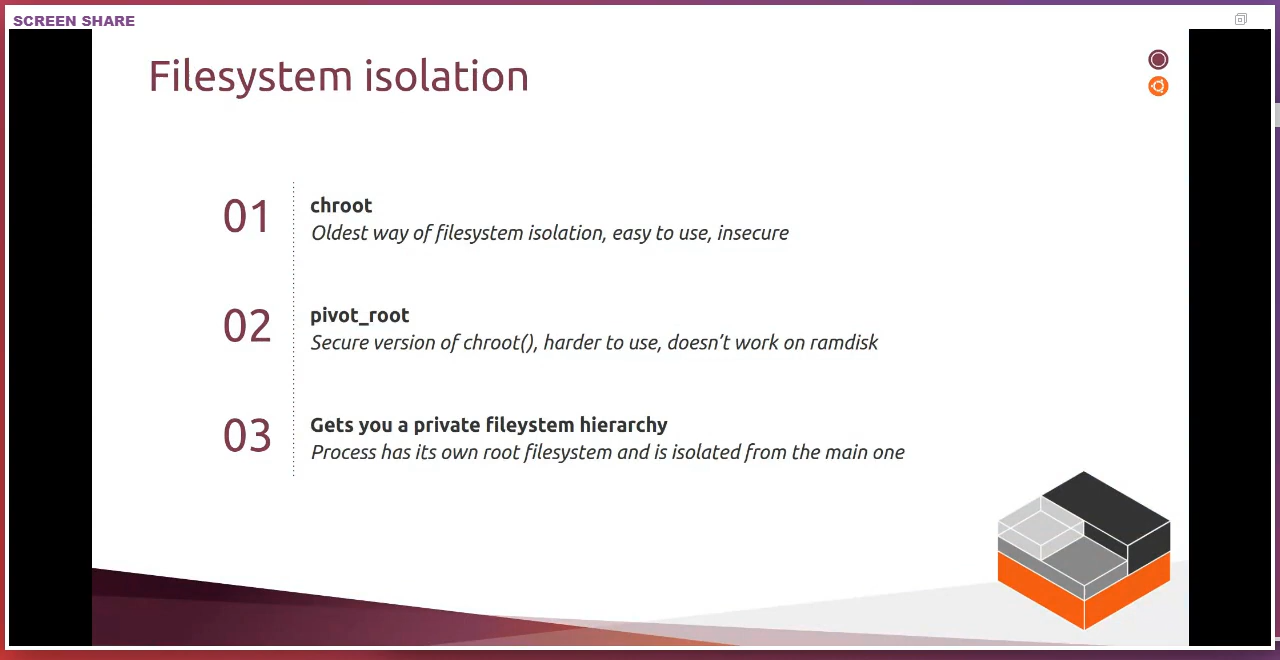 SCREEN SHARE
Filesystem isolation
01
chroot
Oldest way of filesystem isolation, easy to use, insecure
02
pivot_root
Secure version of chroot(), harder to use, doesn’t work on ramdisk
03
Gets you a private fileystem hierarchy
Process has its own root filesystem and is isolated from the main one